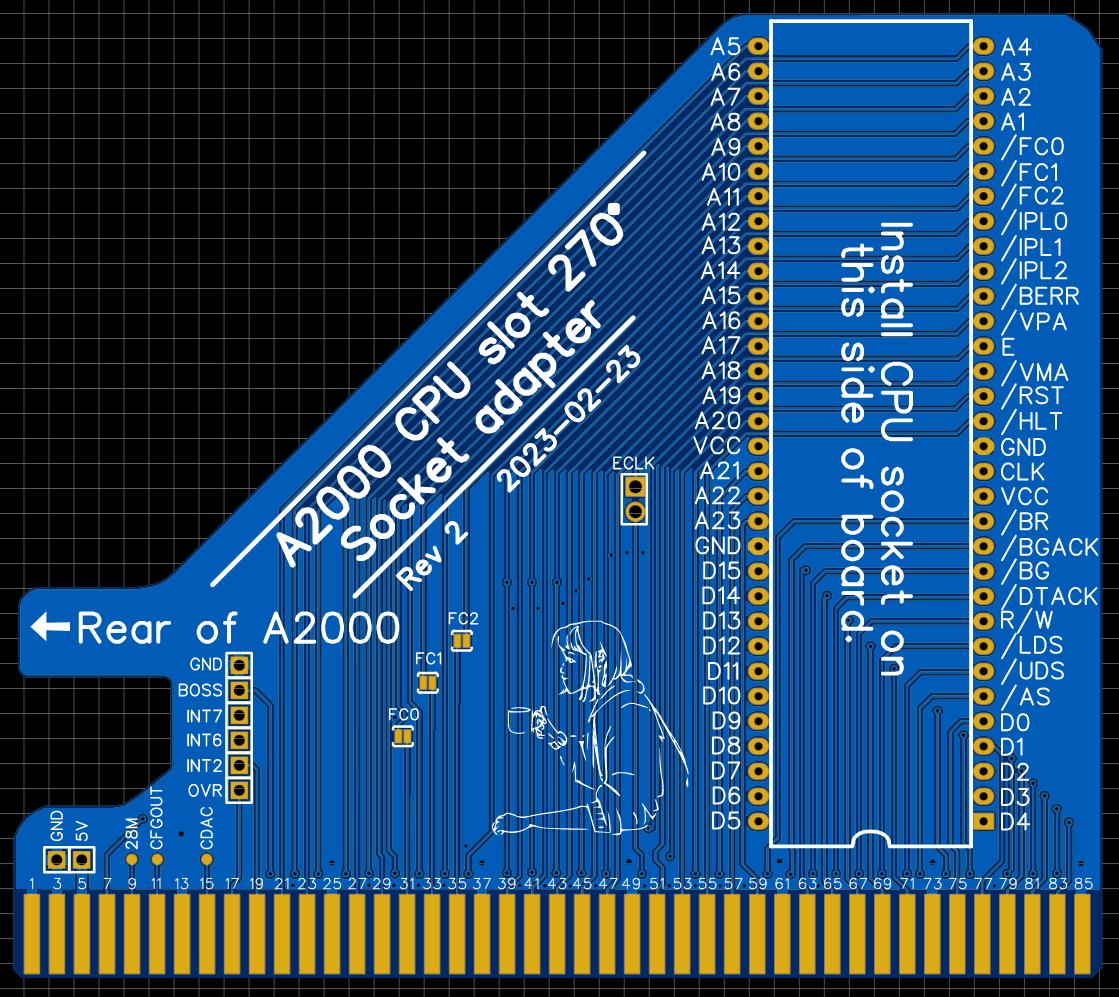 A5 A4
A6 A3
A7 A2
A8 A1
A9 /FC0
A10 /FC1
A11 /FC2
A12 /IPL0
A13 /IPL1
A14 /IPL2
A15 /BERR
A16 /VPA
A17 E
A18 /VMA
A19 /RST
A20 /HLT
VCC GND
A21 CLK
A22 VCC
A23 /BR
GND /BGACK
D15 /BG
D14 /DTACK
D13 R/W
D12 /LDS
D11 /UDS
D10 /AS
D9 D0
D8 D1
D7 D2
D6 D3
D5 D4
Install CPU socket on
this side of board.
A2000 CPU slot 270°
Socket adapter
2023-02-23
Rev 2
ECLK
←Rear of A2000
FC2
FC1
FC0
GND
BOSS
INT7
INT6
INT2
OVR
GND
5V
28M
CFGOUT
CDAC
1 3 5 7 9 11 13 15 17 19 21 23 25 27 29 31 33 35 37 39 41 43 45 47 49 51 53 55 57 59 61 63 65 67 69 71 73 75 77 79 81 83 85